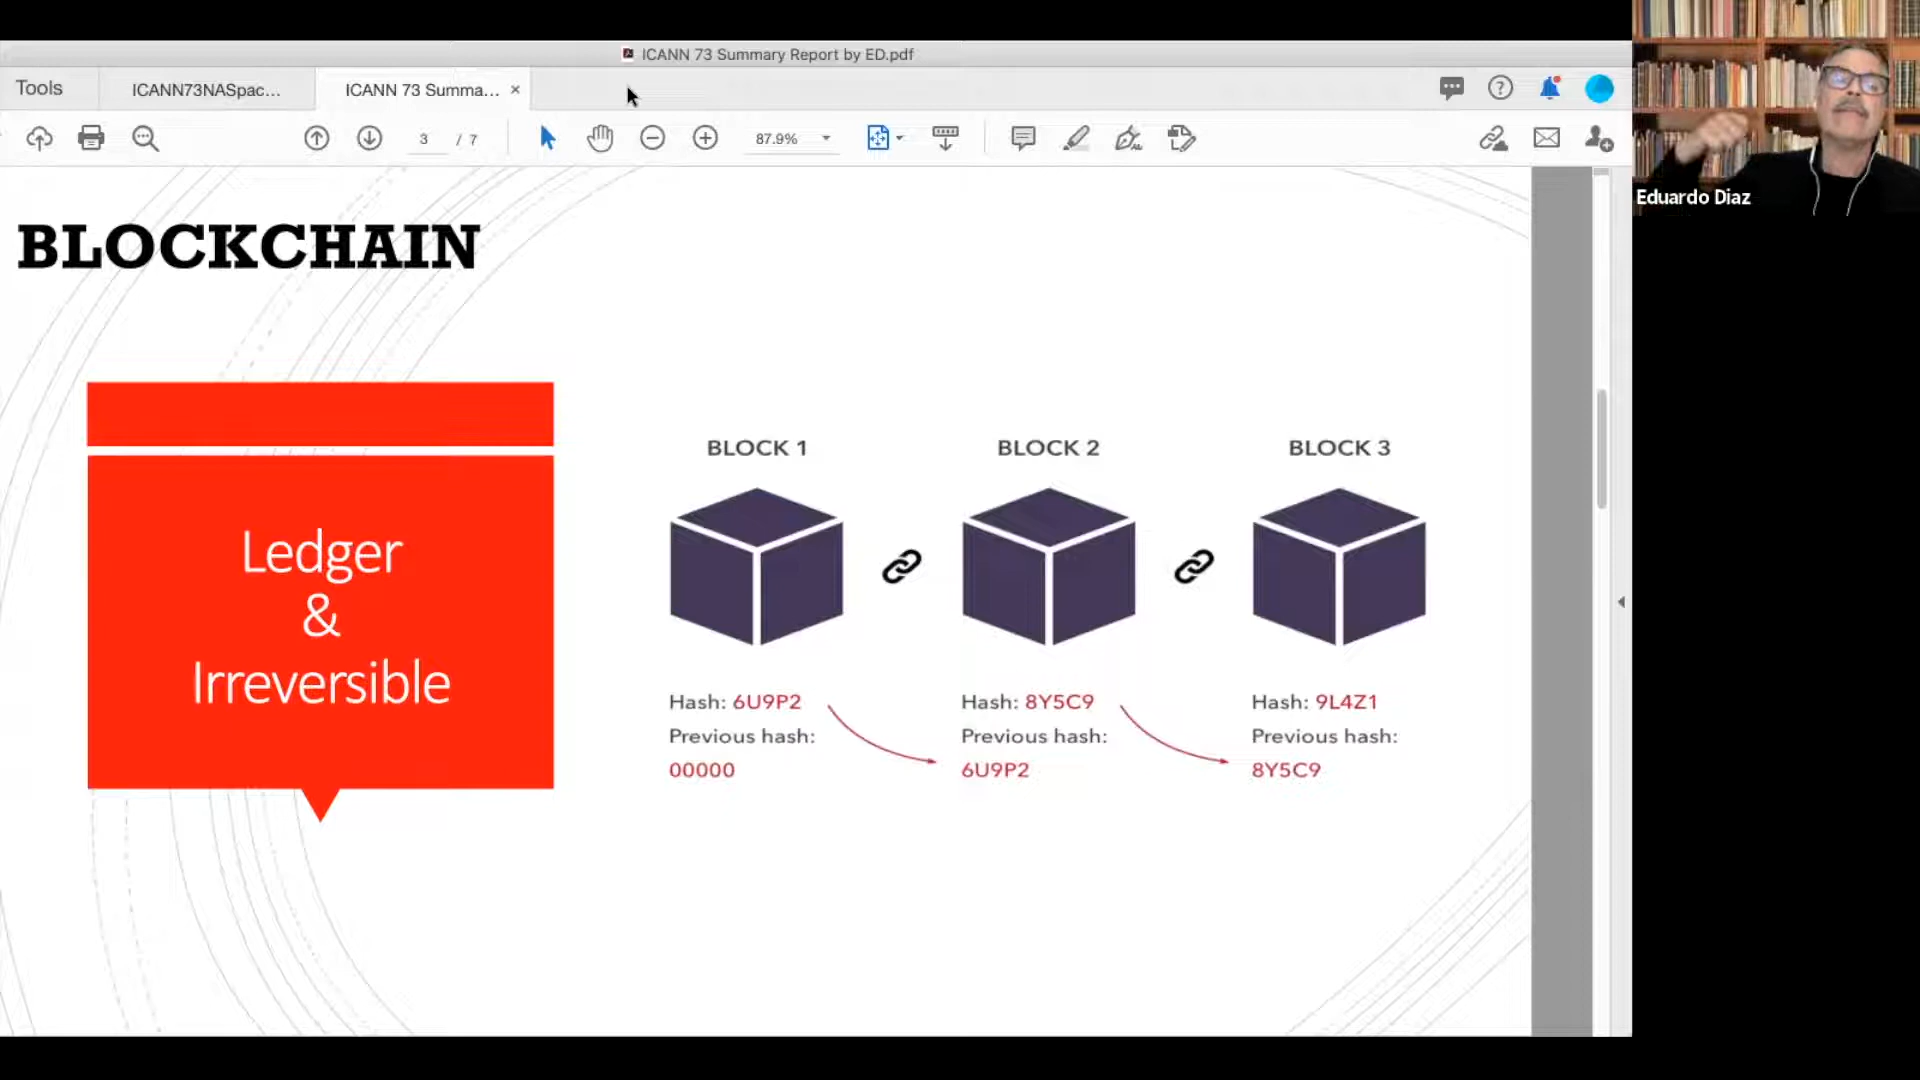 ICANN 73 Summary Report by ED.pdf
Tools
ICANN73NASpac...
ICANN 73 Summa... ×
3 / 7
87.9%
Eduardo Diaz
BLOCKCHAIN
Ledger
&
Irreversible
BLOCK 1
BLOCK 2
BLOCK 3
Hash: 6U9P2
Previous hash:
00000
Hash: 8Y5C9
Previous hash:
6U9P2
Hash: 9L4Z1
Previous hash:
8Y5C9